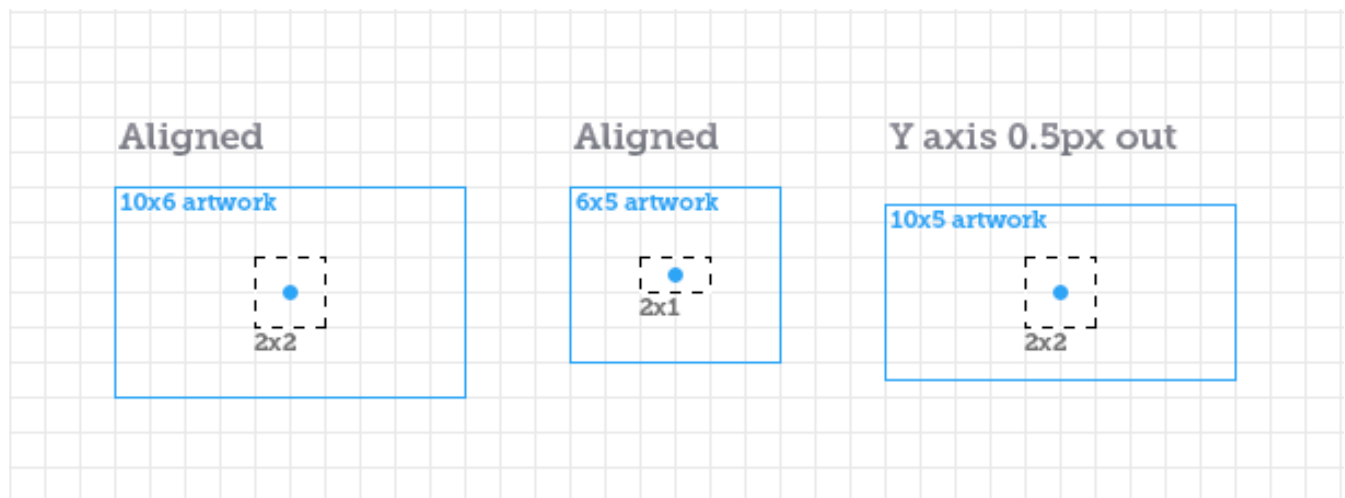 Aligned
10x6 artwork
2x2
Aligned
6x5 artwork
2x1
Y axis 0.5px out
10x5 artwork
2x2